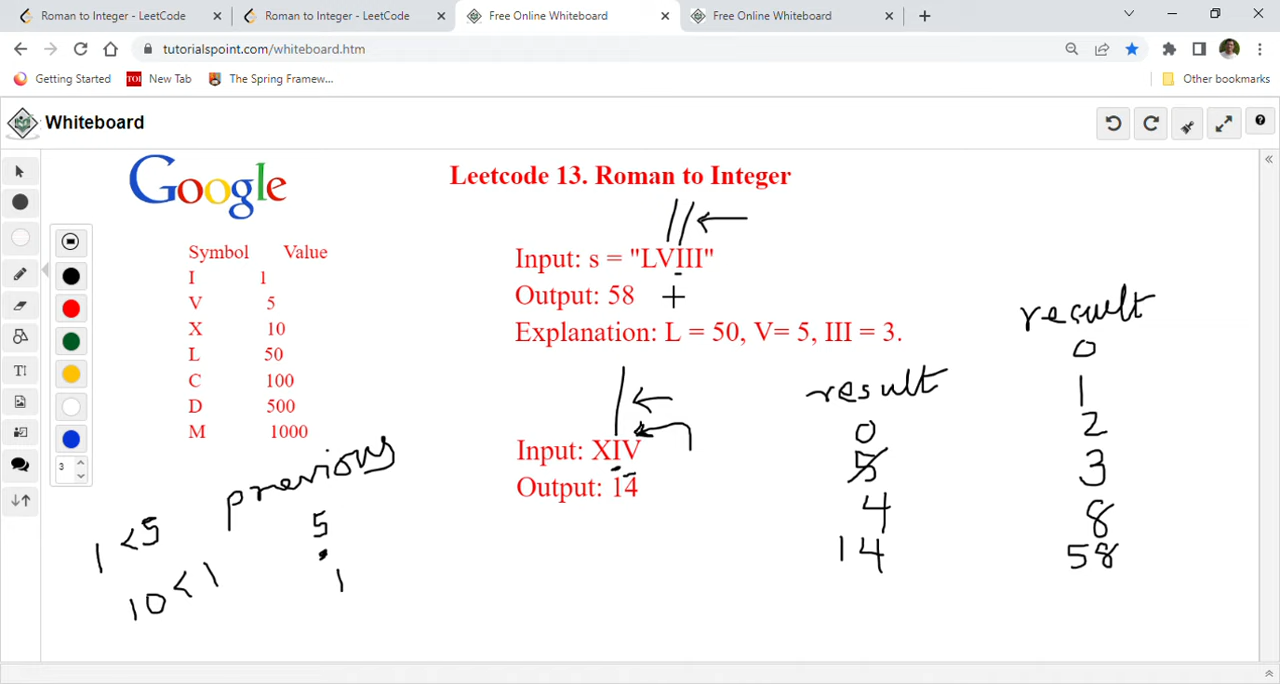 Roman to Integer - LeetCode
Roman to Integer - LeetCode
Free Online Whiteboard
Free Online Whiteboard
tutorialspoint.com/whiteboard.htm
Getting Started
TOI New Tab
The Spring Framew...
Other bookmarks
Whiteboard
Google
Leetcode 13. Roman to Integer
Symbol Value
I 1
V 5
X 10
L 50
C 100
D 500
M 1000
3
Input: s = "LVIII"
Output: 58
Explanation: L = 50, V= 5, III = 3.
Input: XIV
Output: 14
previous
5
1
1 < 5
10 < 1
result
0
5
4
14
result
0
1
2
3
8
58